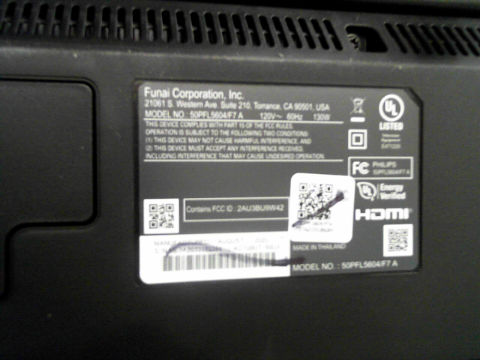 Funai Corporation, Inc.
21061 S. Western Ave. Suite 210. Torrance, CA 90501, USA
MODEL NO : 50PFL5604/F7 A 120V~ 60Hz 130W
THIS DEVICE COMPLIES WITH PART 15 OF THE FCC RULES.
OPERATION IS SUBJECT TO THE FOLLOWING TWO CONDITIONS:
(1) THIS DEVICE MAY NOT CAUSE HARMFUL INTERFERENCE, AND
(2) THIS DEVICE MUST ACCEPT ANY INTERFERENCE RECEIVED,
INCLUDING INTERFERENCE THAT MAY CAUSE UNDESIRED OPERATION.
UL
LISTED
FC PHILIPS
50PFL5604/F7 A
UL Energy
Verified
Contains FCC ID : 2AU3BU9W42
HDMI
MADE IN THAILAND
MODEL NO. : 50PFL5604/F7 A